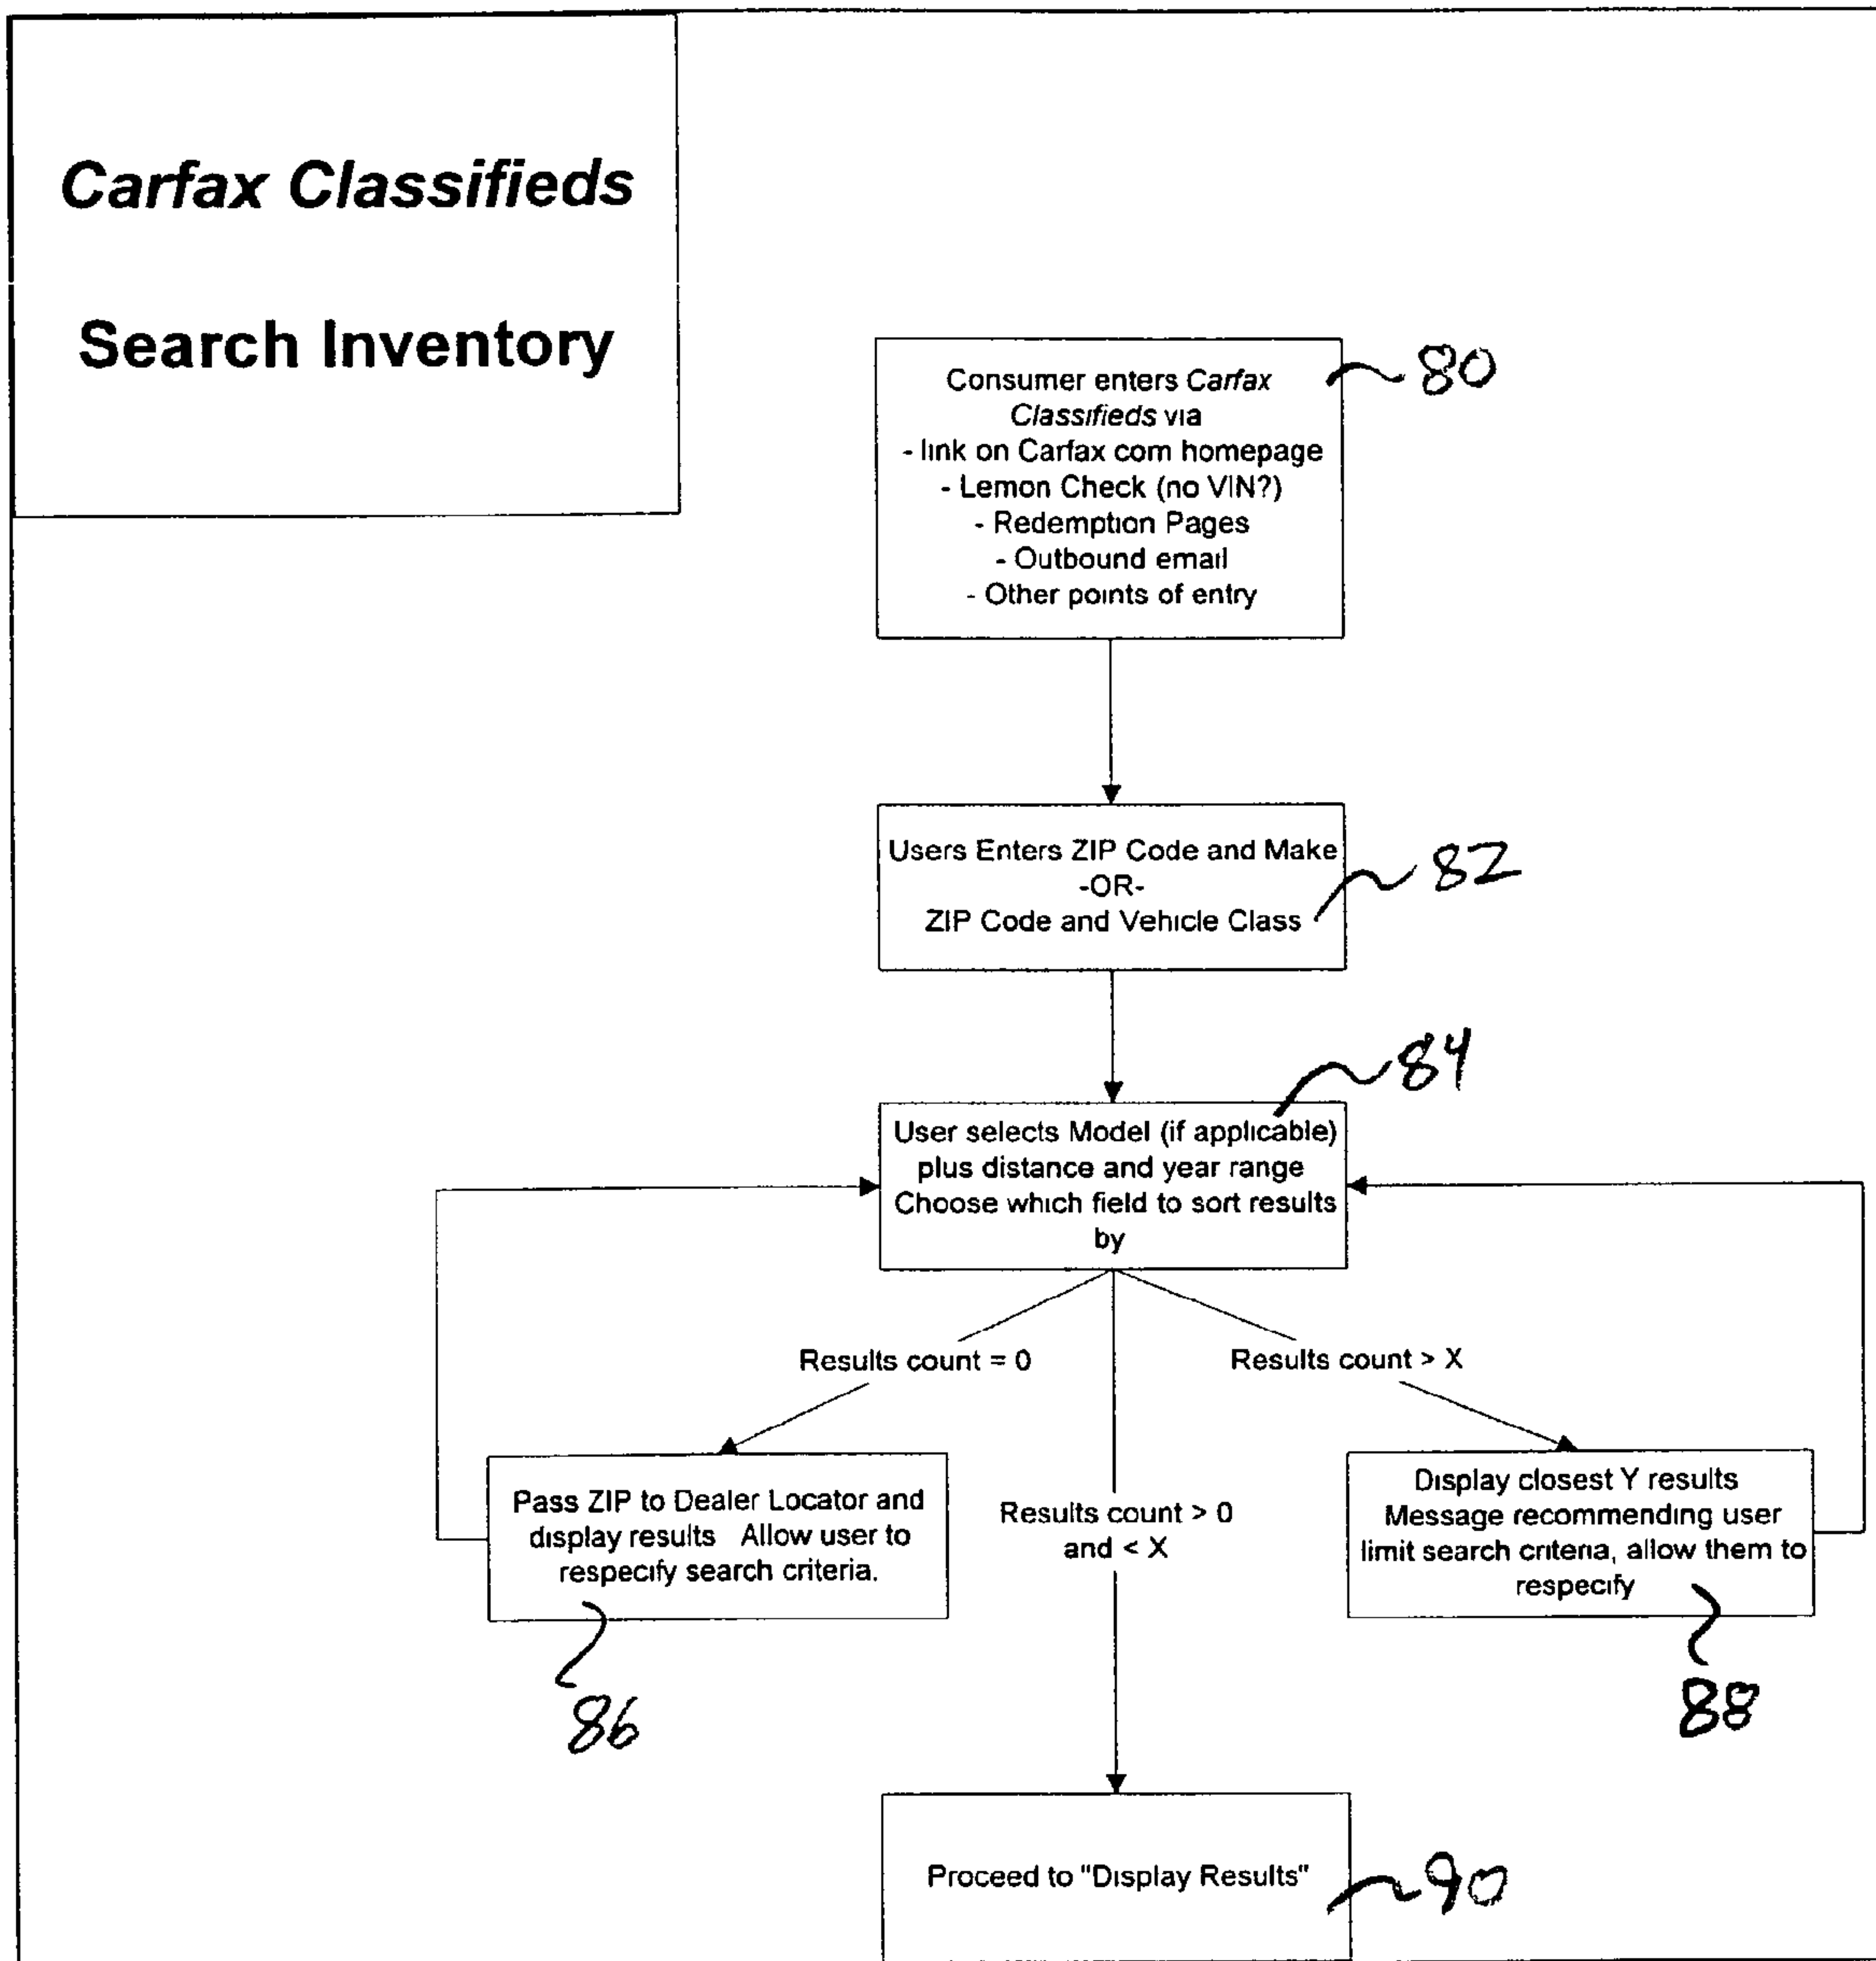 Carfax Classifieds
Search Inventory
Consumer enters Carfax
Classifieds via
- link on Carfax com homepage
- Lemon Check (no VIN?)
- Redemption Pages
- Outbound email
- Other points of entry
80
Users Enters ZIP Code and Make
-OR-
ZIP Code and Vehicle Class
82
84
User selects Model (if applicable)
plus distance and year range
Choose which field to sort results
by
Results count = 0
Results count > X
Results count > 0
and < X
Pass ZIP to Dealer Locator and
display results Allow user to
respecify search criteria.
86
Display closest Y results
Message recommending user
limit search criteria, allow them to
respecify
88
Proceed to "Display Results"
90